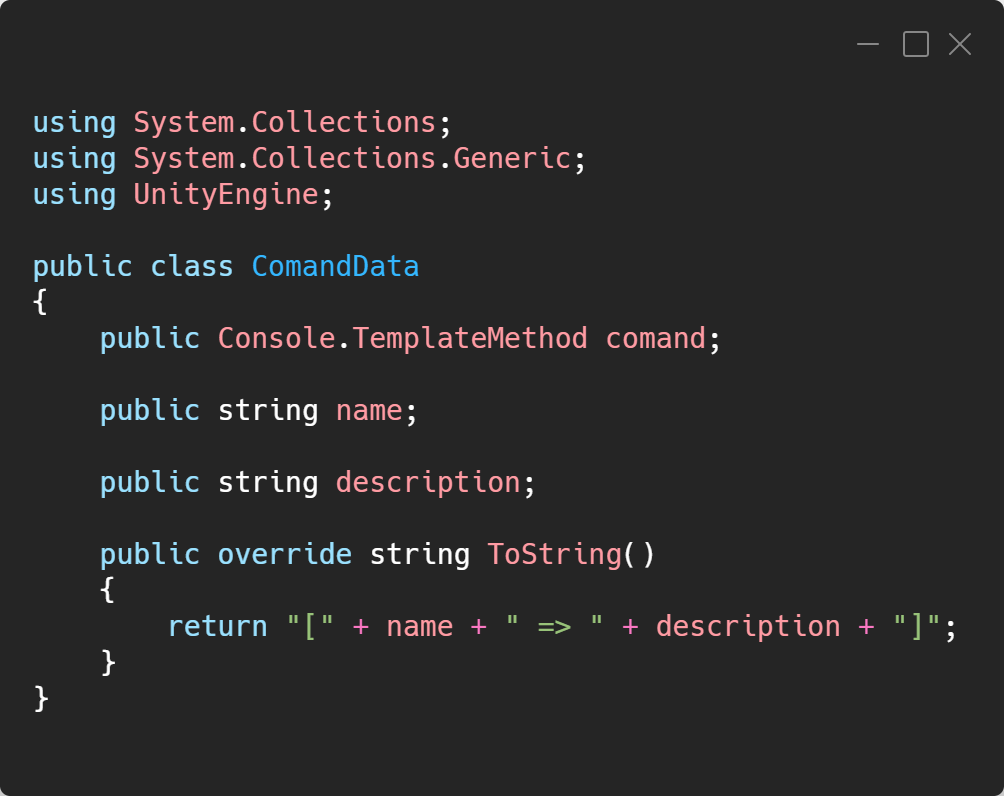 using System.Collections;
using System.Collections.Generic;
using UnityEngine;

public class ComandData
{
    public Console.TemplateMethod comand;

    public string name;

    public string description;

    public override string ToString()
    {
        return "[" + name + " => " + description + "]";
    }
}